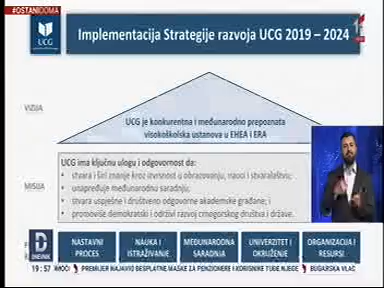 #OSTANIDOMA
UCG
Implementacija Strategije razvoja UCG 2019 – 2024
VIZIJA
UCG je konkurentna i međunarodno prepoznata
visokoškolska ustanova u EHEA i ERA
MISIJA
UCG ima ključnu ulogu i odgovornost da:
stvara i širi znanje kroz izvrsnost u obrazovanju, nauci i stvaralaštvu;
unapređuje međunarodnu saradnju;
stvara uspješne i društveno odgovorne akademske građane; i
promoviše demokratski i održivi razvoj crnogorskog društva i države.
NASTAVNI PROCES
NAUKA I ISTRAŽIVANJE
MEĐUNARODNA SARADNJA
UNIVERZITET I OKRUŽENJE
ORGANIZACIJA I RESURSI
D
DNEVNIK
19:57
PREMIJER NAJAVIO BESPLATNE MASKE ZA PENZIONERE I KORISNIKE TUĐE NJEGE
BUGARSKA VLAC